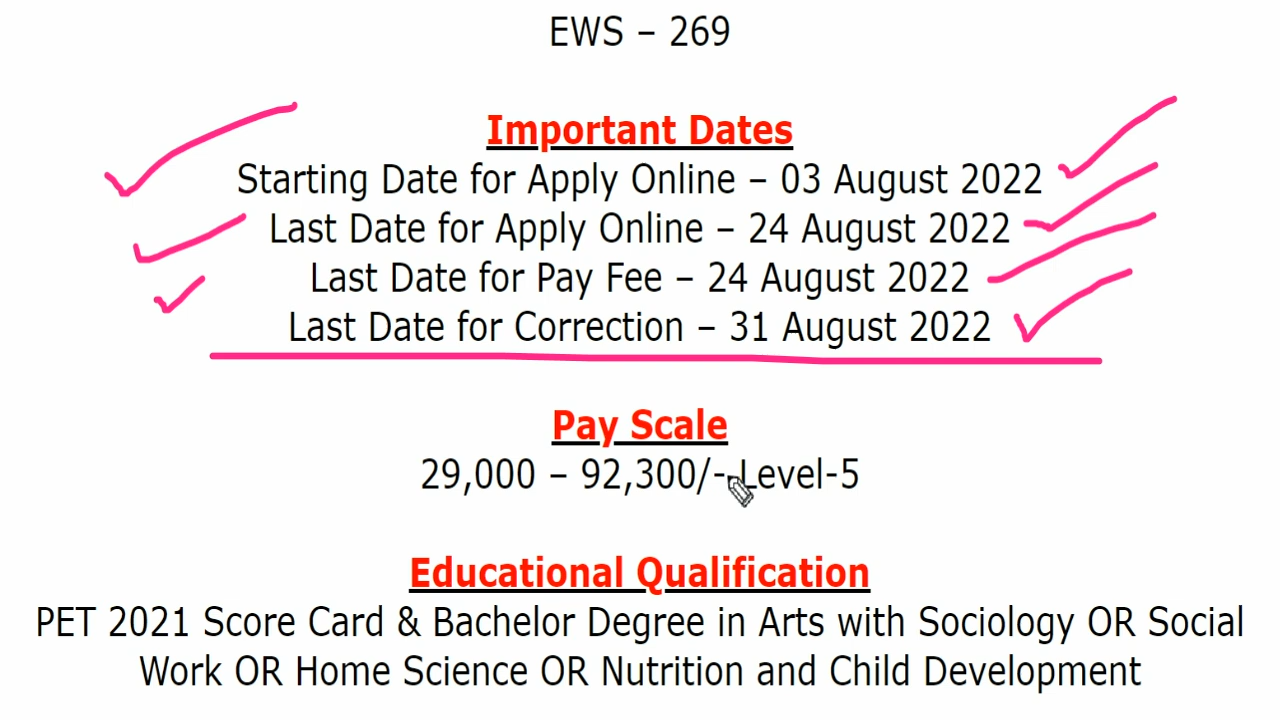 EWS – 269
Important Dates
Starting Date for Apply Online – 03 August 2022
Last Date for Apply Online – 24 August 2022
Last Date for Pay Fee – 24 August 2022
Last Date for Correction – 31 August 2022
Pay Scale
29,000 – 92,300/- Level-5
Educational Qualification
PET 2021 Score Card & Bachelor Degree in Arts with Sociology OR Social
Work OR Home Science OR Nutrition and Child Development